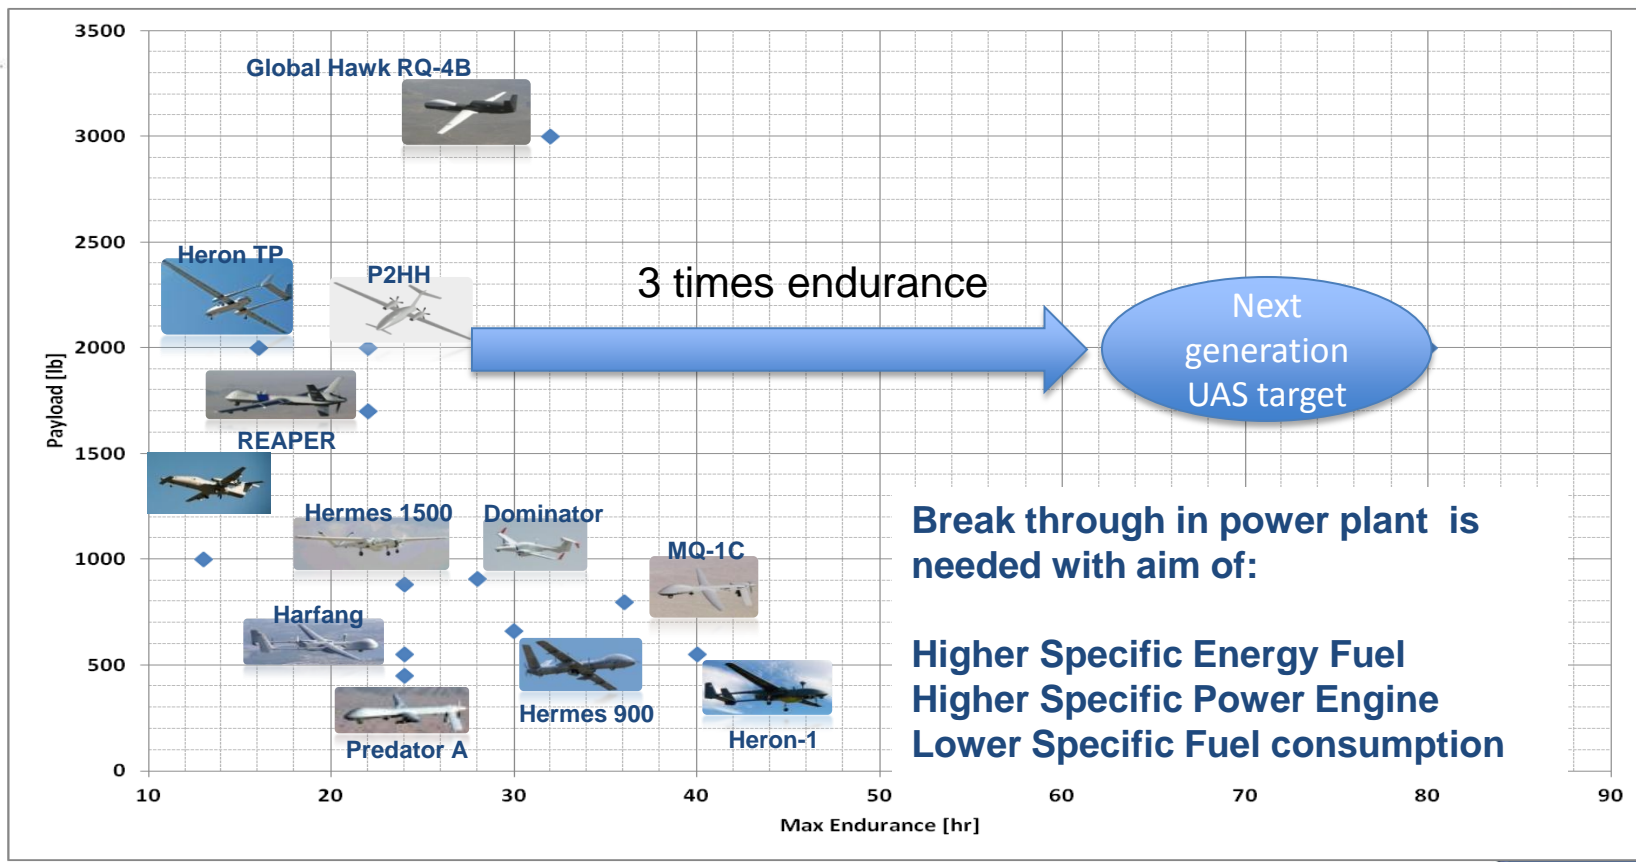 3500
Global Hawk RQ-4B
3000
2500
Heron TP
P2HH
3 times endurance
Next
generation
UAS target
2000
Payload [lb]
REAPER
1500
Hermes 1500
Dominator
MQ-1C
1000
Harfang
500
Hermes 900
Heron-1
Predator A
0
Break through in power plant is
needed with aim of:
Higher Specific Energy Fuel
Higher Specific Power Engine
Lower Specific Fuel consumption
10 20 30 40 50 60 70 80 90
Max Endurance [hr]